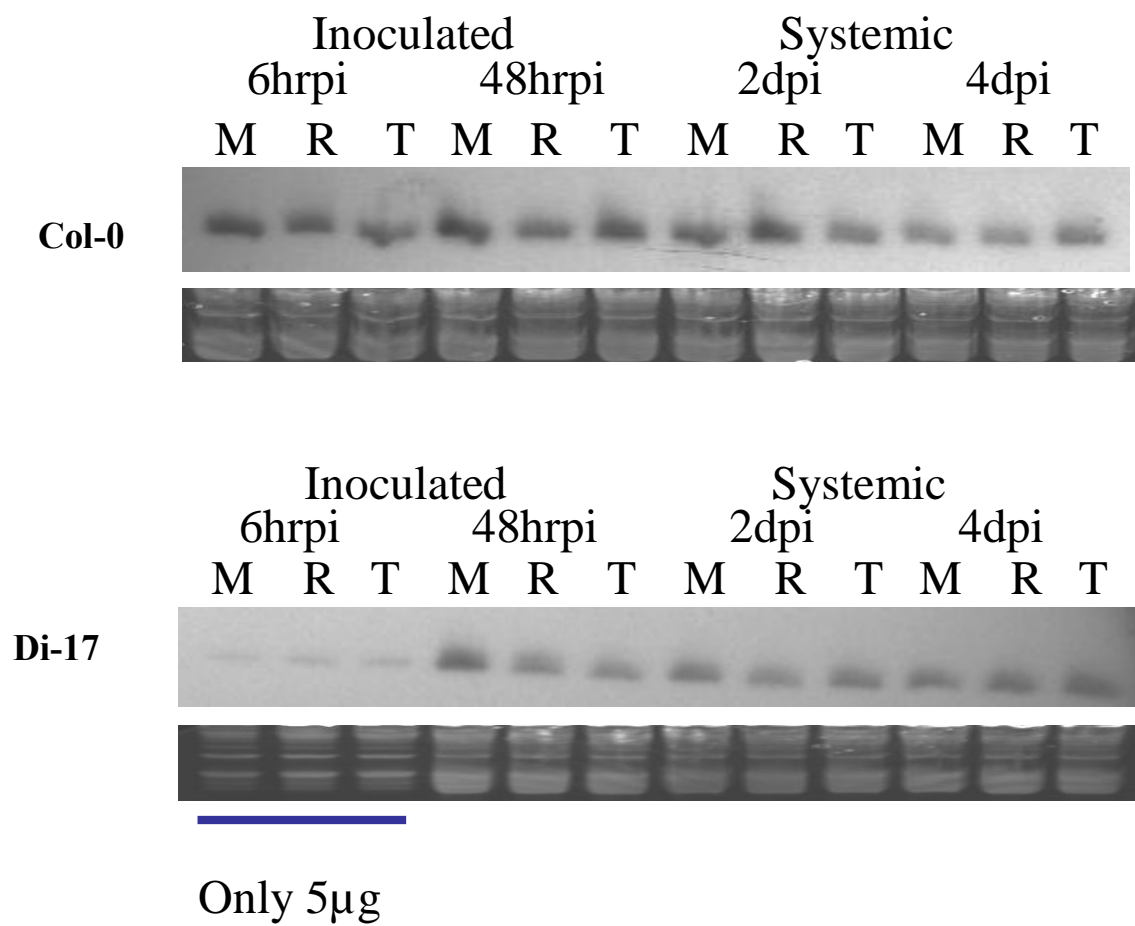 Inoculated Systemic
6hrpi 48hrpi 2dpi 4dpi
M R T M R T M R T M R T
Col-0
Inoculated Systemic
6hrpi 48hrpi 2dpi 4dpi
M R T M R T M R T M R T
Di-17
Only 5µg